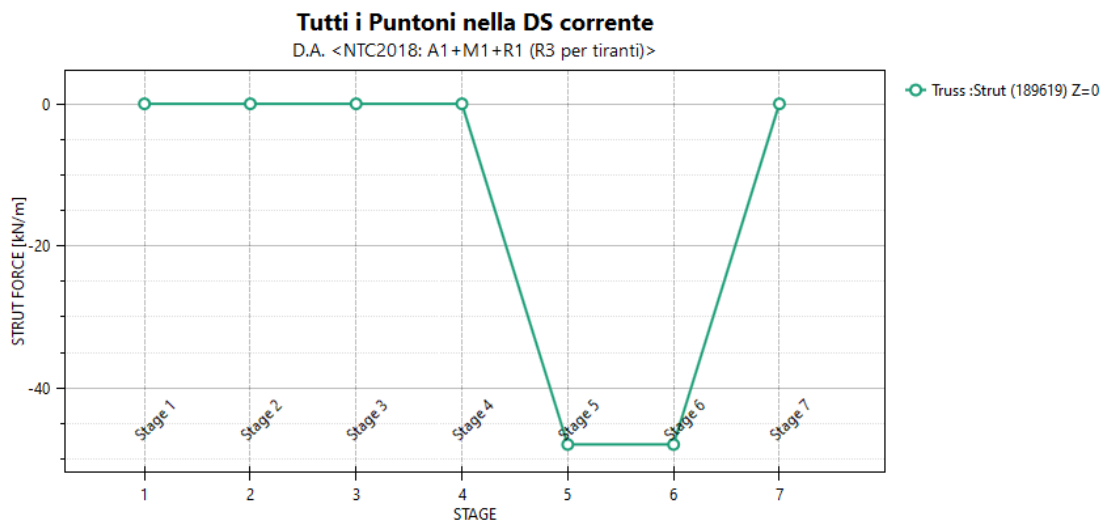 Tutti i Puntoni nella DS corrente
D.A. <NTC2018: A1+M1+R1 (R3 per tiranti)>
Truss :Strut (189619) Z=0
STRUT FORCE [kN/m]
0
-20
-40
Stage 1
Stage 2
Stage 3
Stage 4
Stage 5
Stage 6
Stage 7
1
2
3
4
5
6
7
STAGE